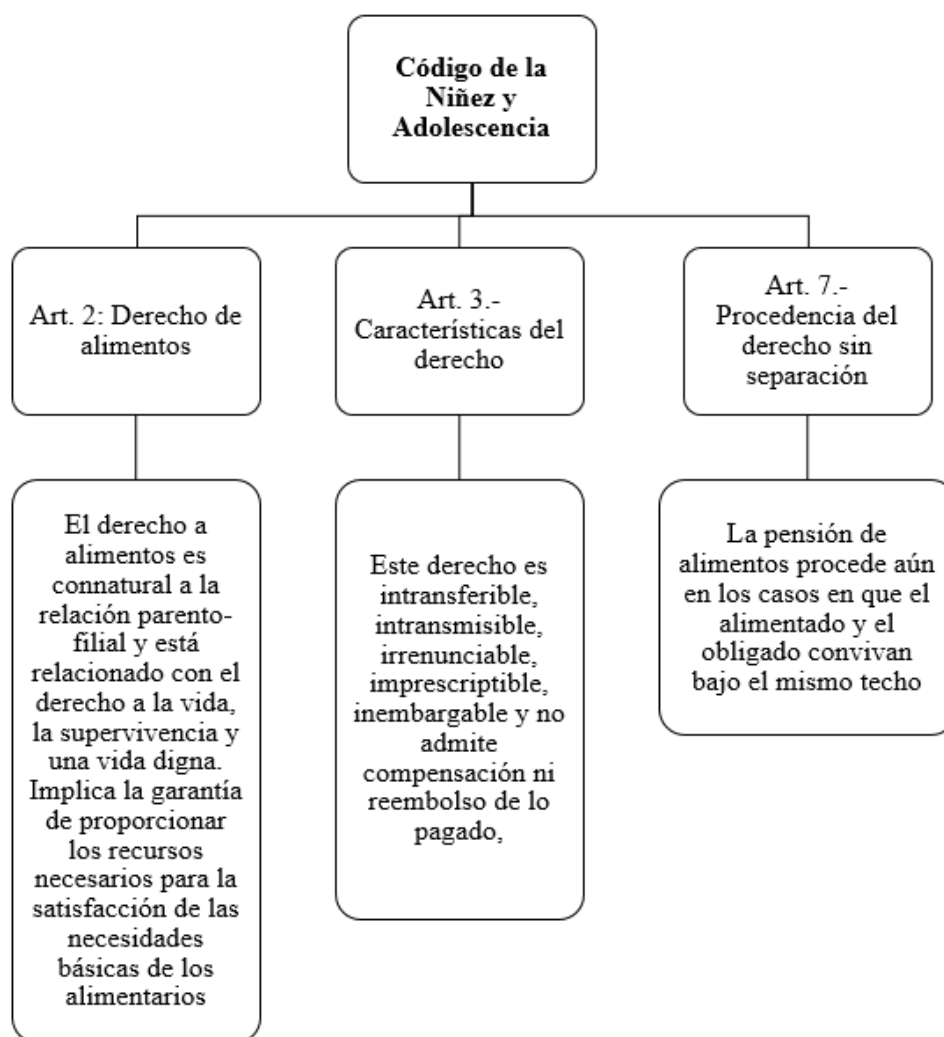 Código de la
Niñez y
Adolescencia
Art. 2: Derecho de
alimentos
El derecho a
alimentos es
connatural a la
relación parento-
filial y está
relacionado con el
derecho a la vida,
la supervivencia y
una vida digna.
Implica la garantía
de proporcionar
los recursos
necesarios para la
satisfacción de las
necesidades
básicas de los
alimentarios
Art. 3.-
Características del
derecho
Este derecho es
intransferible,
intransmisible,
irrenunciable,
imprescriptible,
inembargable y no
admite
compensación ni
reembolso de lo
pagado,
Art. 7.-
Procedencia del
derecho sin
separación
La pensión de
alimentos procede aún
en los casos en que el
alimentado y el
obligado convivan
bajo el mismo techo